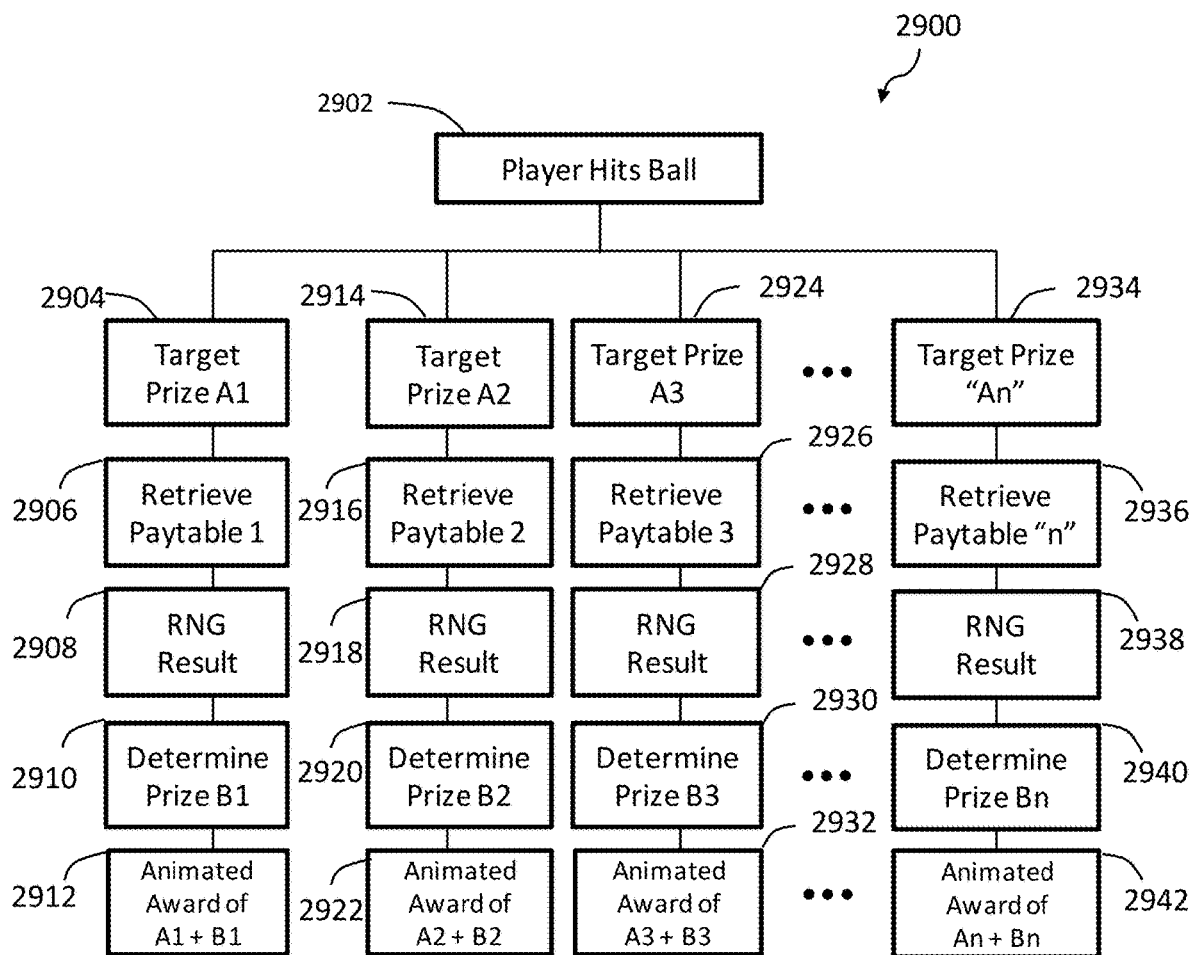 2900
2902
Player Hits Ball
2904
2914
2924
2934
Target
Prize A1
Target
Prize A2
Target Prize
A3
•••
Target Prize
“An”
2906
Retrieve
Paytable 1
2916
Retrieve
Paytable 2
2926
Retrieve
Paytable 3
•••
2936
Retrieve
Paytable “n”
2908
RNG
Result
2918
RNG
Result
2928
RNG
Result
•••
2938
RNG
Result
2910
Determine
Prize B1
2920
Determine
Prize B2
2930
Determine
Prize B3
•••
2940
Determine
Prize Bn
2912
Animated
Award of
A1 + B1
2922
Animated
Award of
A2 + B2
2932
Animated
Award of
A3 + B3
•••
2942
Animated
Award of
An + Bn